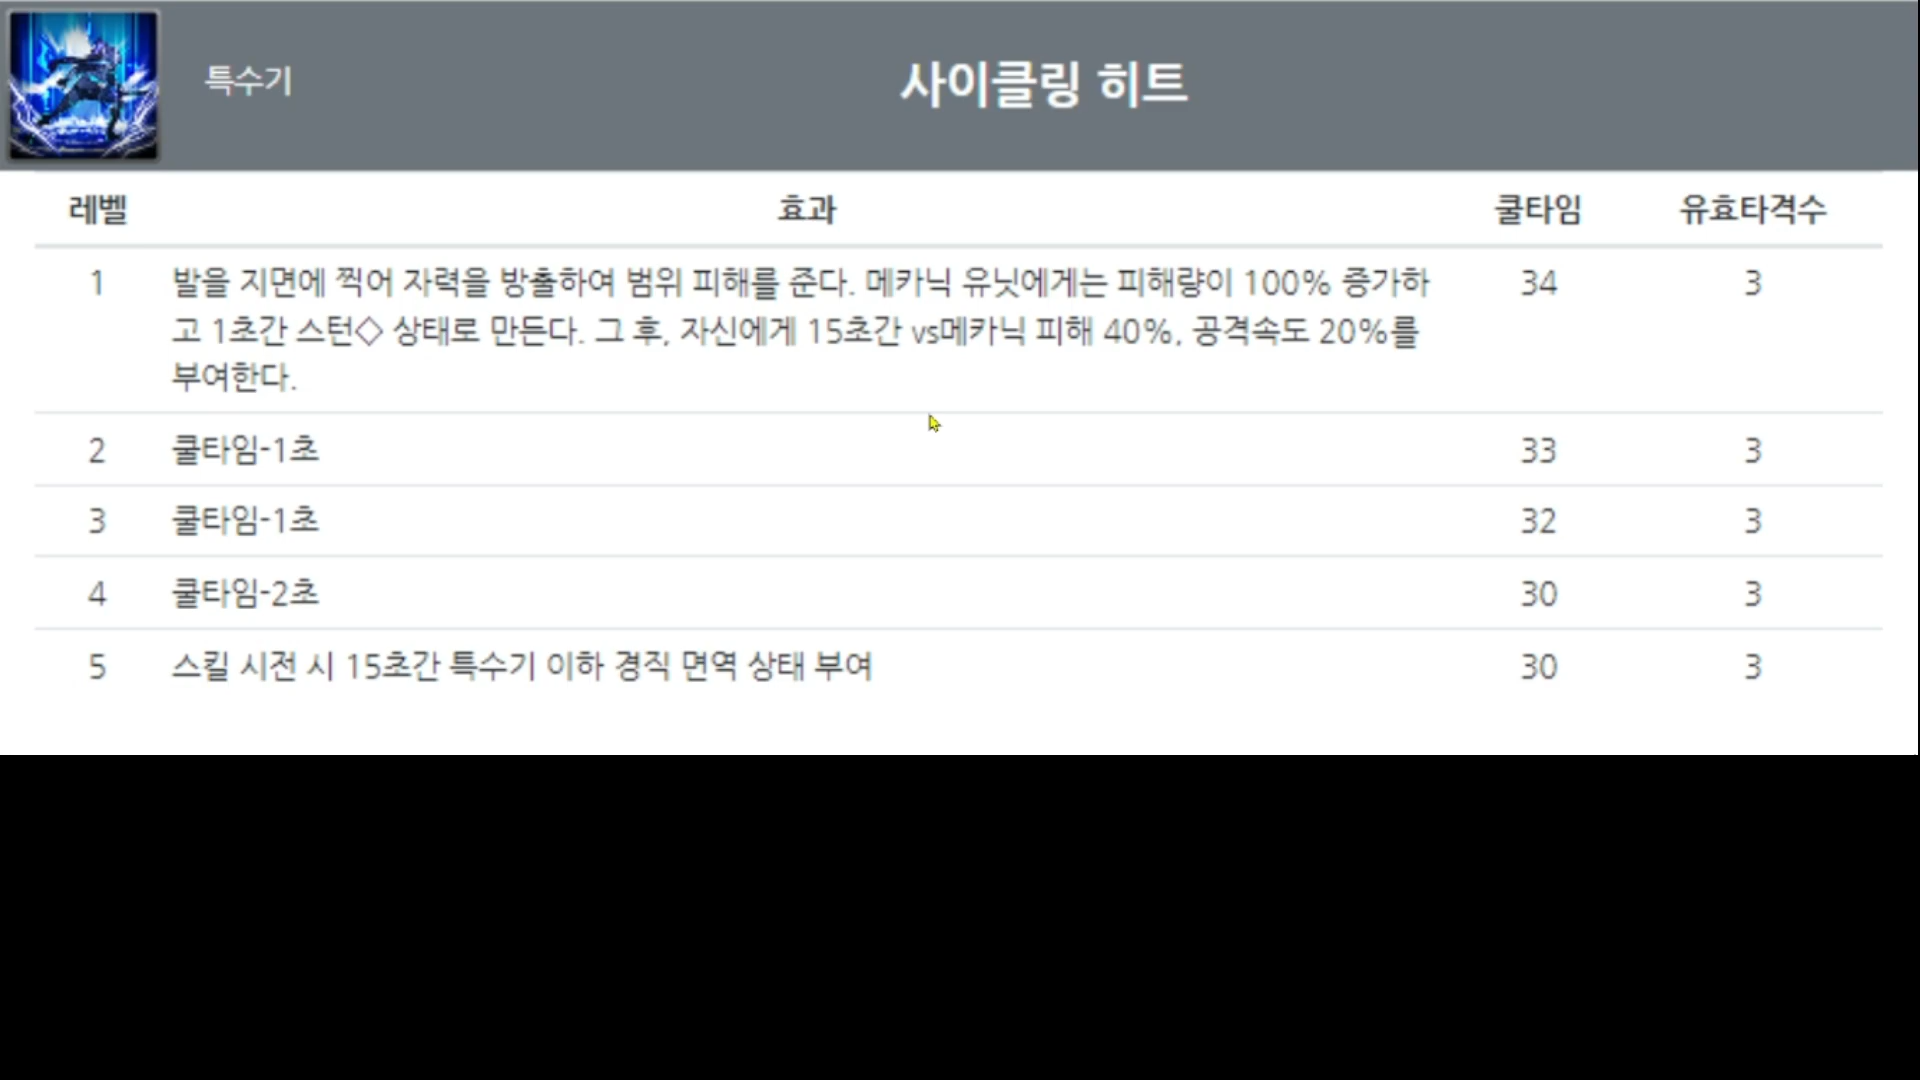 특수기
사이클링 히트
레벨 효과 쿨타임 유효타격수
1 발을 지면에 찍어 자력을 방출하여 범위 피해를 준다. 메카닉 유닛에게는 피해량이 100% 증가하 34 3
고 1초간 스턴◇ 상태로 만든다. 그 후, 자신에게 15초간 vs메카닉 피해 40%, 공격속도 20%를
부여한다.
2 쿨타임-1초 33 3
3 쿨타임-1초 32 3
4 쿨타임-2초 30 3
5 스킬 시전 시 15초간 특수기 이하 경직 면역 상태 부여 30 3